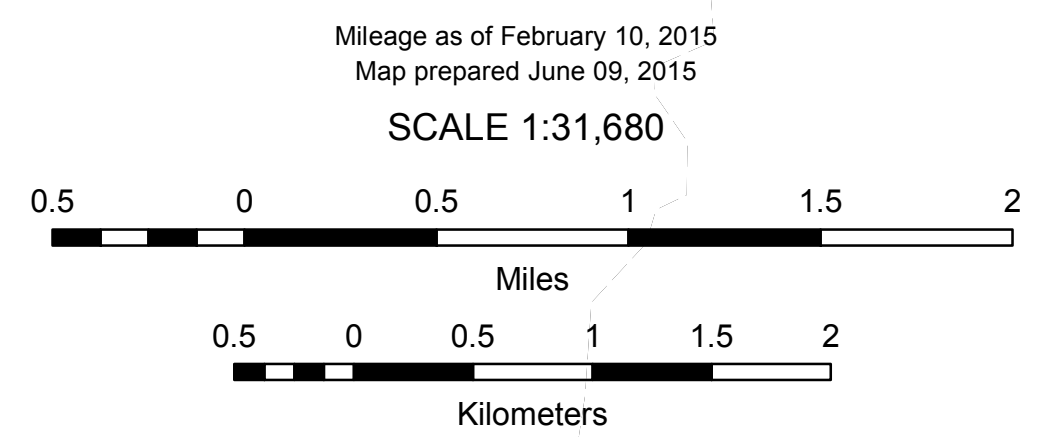 Mileage as of February 10, 2015
Map prepared June 09, 2015
SCALE 1:31,680
0.5 0 0.5 1 1.5 2
Miles
0.5 0 0.5 1 1.5 2
Kilometers